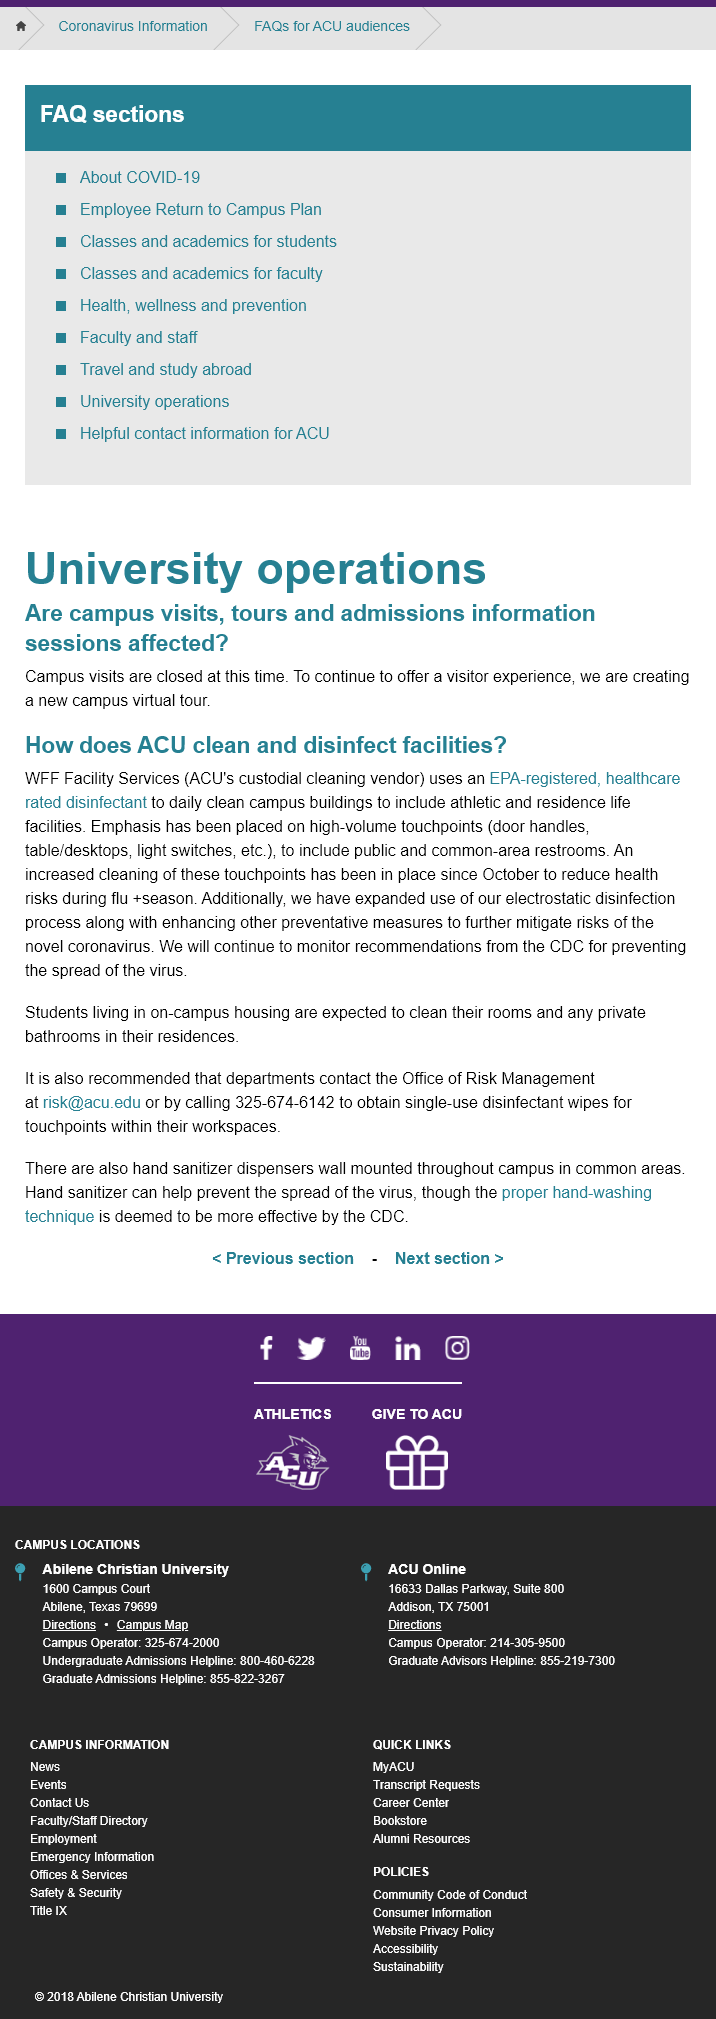 Coronavirus Information
FAQs for ACU audiences
FAQ sections
About COVID-19
Employee Return to Campus Plan
Classes and academics for students
Classes and academics for faculty
Health, wellness and prevention
Faculty and staff
Travel and study abroad
University operations
Helpful contact information for ACU
University operations
Are campus visits, tours and admissions information
sessions affected?
Campus visits are closed at this time. To continue to offer a visitor experience, we are creating
a new campus virtual tour.
How does ACU clean and disinfect facilities?
WFF Facility Services (ACU's custodial cleaning vendor) uses an EPA-registered, healthcare
rated disinfectant to daily clean campus buildings to include athletic and residence life
facilities. Emphasis has been placed on high-volume touchpoints (door handles,
table/desktops, light switches, etc.), to include public and common-area restrooms. An
increased cleaning of these touchpoints has been in place since October to reduce health
risks during flu +season. Additionally, we have expanded use of our electrostatic disinfection
process along with enhancing other preventative measures to further mitigate risks of the
novel coronavirus. We will continue to monitor recommendations from the CDC for preventing
the spread of the virus.
Students living in on-campus housing are expected to clean their rooms and any private
bathrooms in their residences.
It is also recommended that departments contact the Office of Risk Management
at risk@acu.edu or by calling 325-674-6142 to obtain single-use disinfectant wipes for
touchpoints within their workspaces.
There are also hand sanitizer dispensers wall mounted throughout campus in common areas.
Hand sanitizer can help prevent the spread of the virus, though the proper hand-washing
technique is deemed to be more effective by the CDC.
< Previous section - Next section >
You Tube
ATHLETICS
GIVE TO ACU
ACU
CAMPUS LOCATIONS
Abilene Christian University
1600 Campus Court
Abilene, Texas 79699
Directions • Campus Map
Campus Operator: 325-674-2000
Undergraduate Admissions Helpline: 800-460-6228
Graduate Admissions Helpline: 855-822-3267
ACU Online
16633 Dallas Parkway, Suite 800
Addison, TX 75001
Directions
Campus Operator: 214-305-9500
Graduate Advisors Helpline: 855-219-7300
CAMPUS INFORMATION
News
Events
Contact Us
Faculty/Staff Directory
Employment
Emergency Information
Offices & Services
Safety & Security
Title IX
QUICK LINKS
MyACU
Transcript Requests
Career Center
Bookstore
Alumni Resources
POLICIES
Community Code of Conduct
Consumer Information
Website Privacy Policy
Accessibility
Sustainability
© 2018 Abilene Christian University